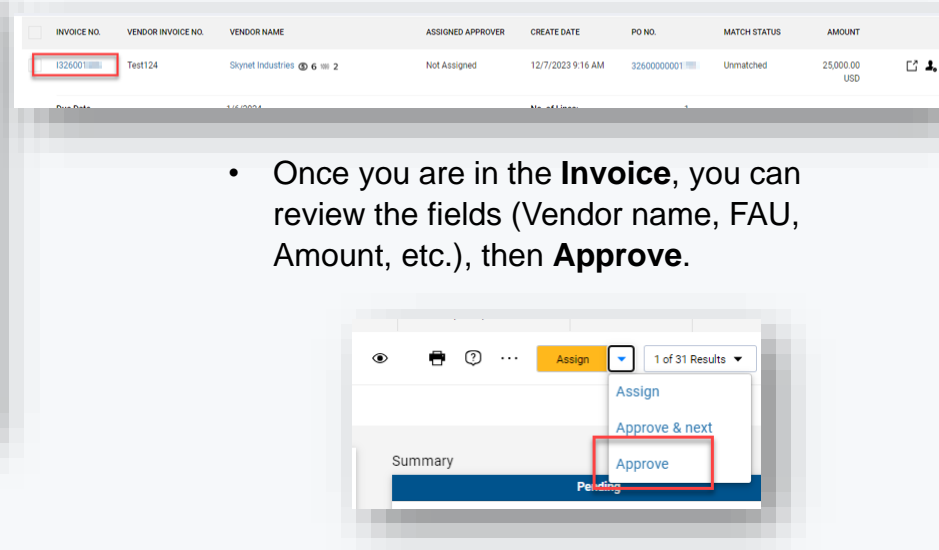 INVOICE NO. VENDOR INVOICE NO. VENDOR NAME ASSIGNED APPROVER CREATE DATE PO NO. MATCH STATUS AMOUNT
I326001 Test124 Skynet Industries 6 2 Not Assigned 12/7/2023 9:16 AM 32600000001 Unmatched 25,000.00
USD
• Once you are in the Invoice, you can
review the fields (Vendor name, FAU,
Amount, etc.), then Approve.
Assign 1 of 31 Results
Assign
Approve & next
Approve
Summary
Pending